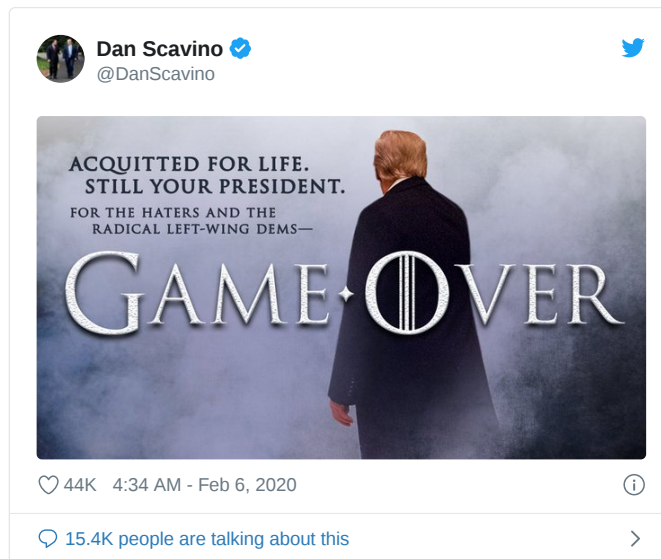 Dan Scavino
@DanScavino
ACQUITTED FOR LIFE.
STILL YOUR PRESIDENT.
FOR THE HATERS AND THE
RADICAL LEFT-WING DEMS—
GAME OVER
44K 4:34 AM - Feb 6, 2020
15.4K people are talking about this